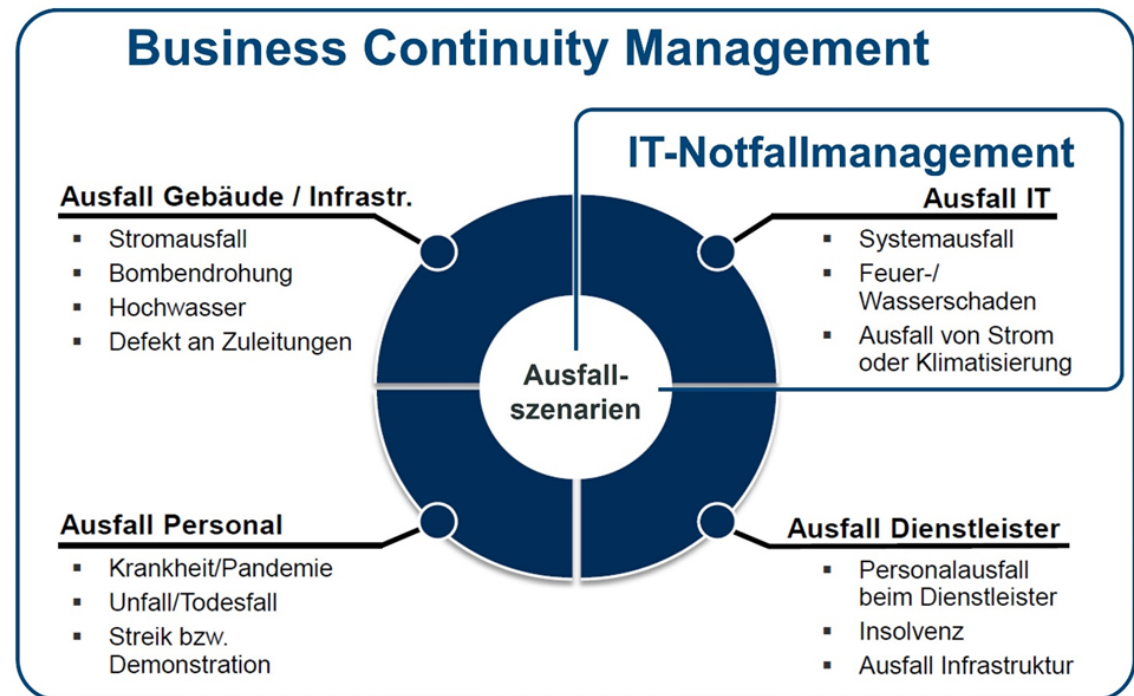 Business Continuity Management
IT-Notfallmanagement
Ausfall Gebäude / Infrastr.
▪ Stromausfall
▪ Bombendrohung
▪ Hochwasser
▪ Defekt an Zuleitungen
Ausfall IT
▪ Systemausfall
▪ Feuer-/
Wasserschaden
▪ Ausfall von Strom
oder Klimatisierung
Ausfall-
szenarien
Ausfall Personal
▪ Krankheit/Pandemie
▪ Unfall/Todesfall
▪ Streik bzw.
Demonstration
Ausfall Dienstleister
▪ Personalausfall
beim Dienstleister
▪ Insolvenz
▪ Ausfall Infrastruktur